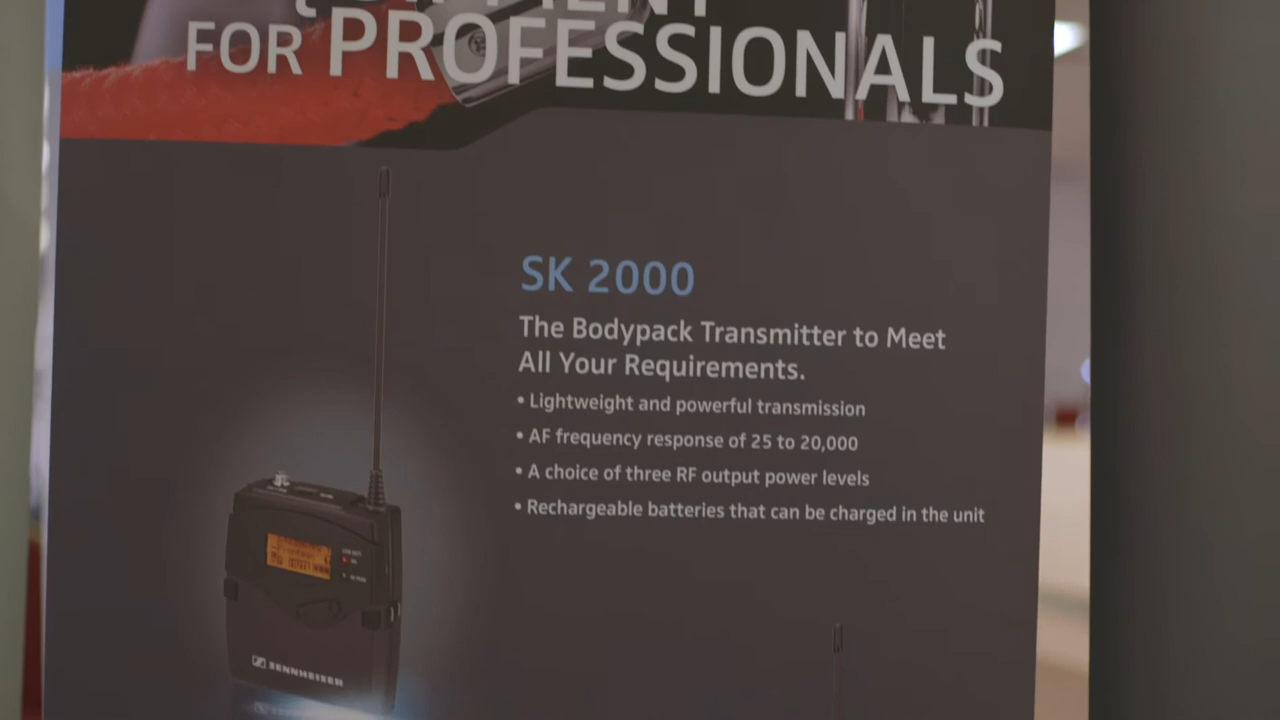 FOR PROFESSIONALS
SK 2000
The Bodypack Transmitter to Meet
All Your Requirements.
• Lightweight and powerful transmission
• AF frequency response of 25 to 20,000
• A choice of three RF output power levels
• Rechargeable batteries that can be charged in the unit
SENNHEISER